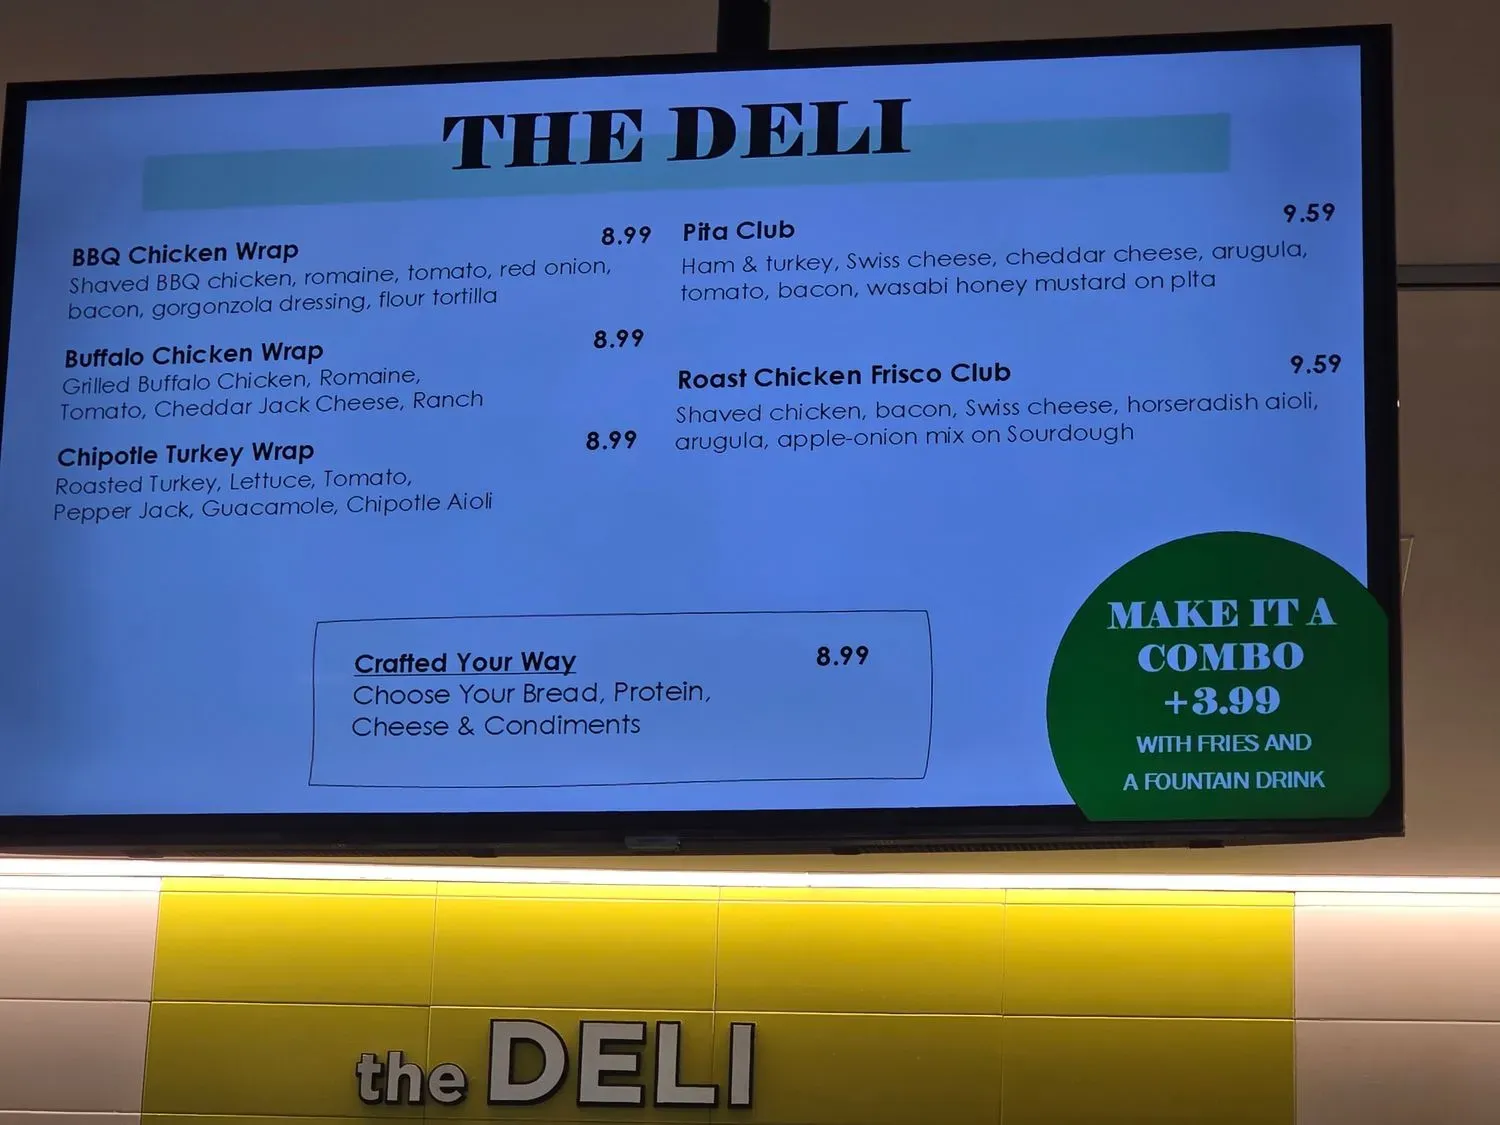 THE DELI
BBQ Chicken Wrap 8.99
Shaved BBQ chicken, romaine, tomato, red onion,
bacon, gorgonzola dressing, flour tortilla
Buffalo Chicken Wrap 8.99
Grilled Buffalo Chicken, Romaine,
Tomato, Cheddar Jack Cheese, Ranch
Chipotle Turkey Wrap 8.99
Roasted Turkey, Lettuce, Tomato,
Pepper Jack, Guacamole, Chipotle Aioli
Pita Club 9.59
Ham & turkey, Swiss cheese, cheddar cheese, arugula,
tomato, bacon, wasabi honey mustard on pIta
Roast Chicken Frisco Club 9.59
Shaved chicken, bacon, Swiss cheese, horseradish aioli,
arugula, apple-onion mix on Sourdough
Crafted Your Way 8.99
Choose Your Bread, Protein,
Cheese & Condiments
MAKE IT A
COMBO
+3.99
WITH FRIES AND
A FOUNTAIN DRINK
the DELI